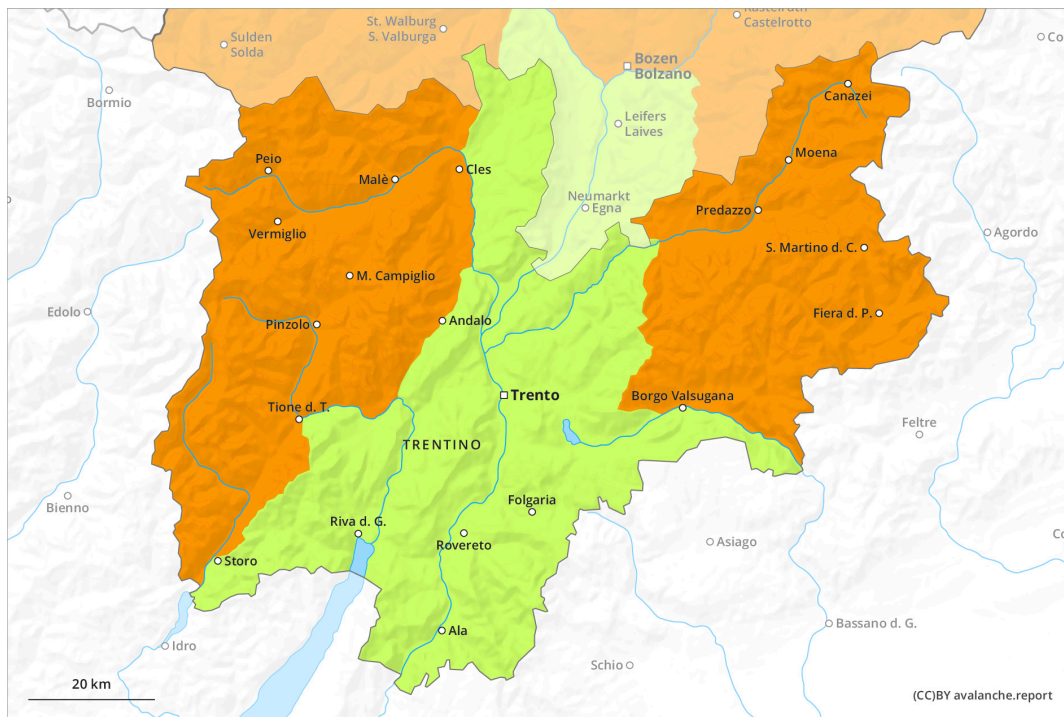 Kastelruth
Castelrotto
St. Walburg
S. Valburga
Sulden
Solda
Co
Bozen
Bolzano
Bormio
Canazei
Leifers
Laives
Moena
Peio
Malè
Cles
Neumarkt
Egna
Predazzo
Vermiglio
Agordo
S. Martino d. C.
M. Campiglio
Edolo
Pinzolo
Andalo
Fiera d. P.
Trento
Borgo Valsugana
Tione d. T.
Feltre
TRENTINO
Bienno
Folgaria
Riva d. G.
Rovereto
Asiago
Co
Storo
Ala
Bassano d. G.
Idro
Schio
20 km
(CC)BY avalanche.report